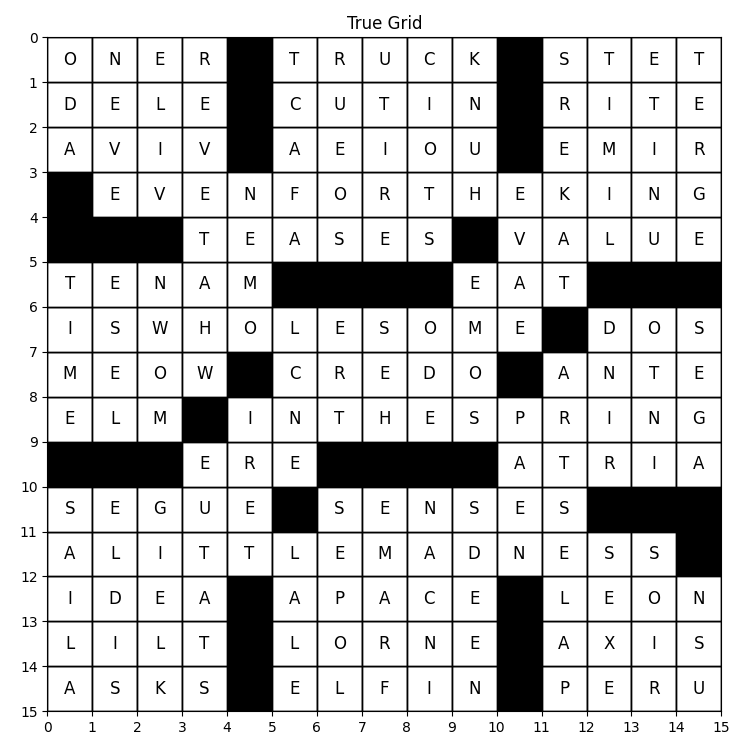 True Grid
0 O N E R T R U C K S T E T
1 D E L E C U T I N R I T E
2 A V I V A E I O U E M I R
3 E V E N F O R T H E K I N G
4 T E A S E S V A L U E
5 T E N A M E A T
6 I S W H O L E S O M E D O S
7 M E O W C R E D O A N T E
8 E L M I N T H E S P R I N G
9 E R E A T R I A
10 S E G U E S E N S E S
11 A L I T T L E M A D N E S S
12 I D E A A P A C E L E O N
13 L I L T L O R N E A X I S
14 A S K S E L F I N P E R U
15
0 1 2 3 4 5 6 7 8 9 10 11 12 13 14 15